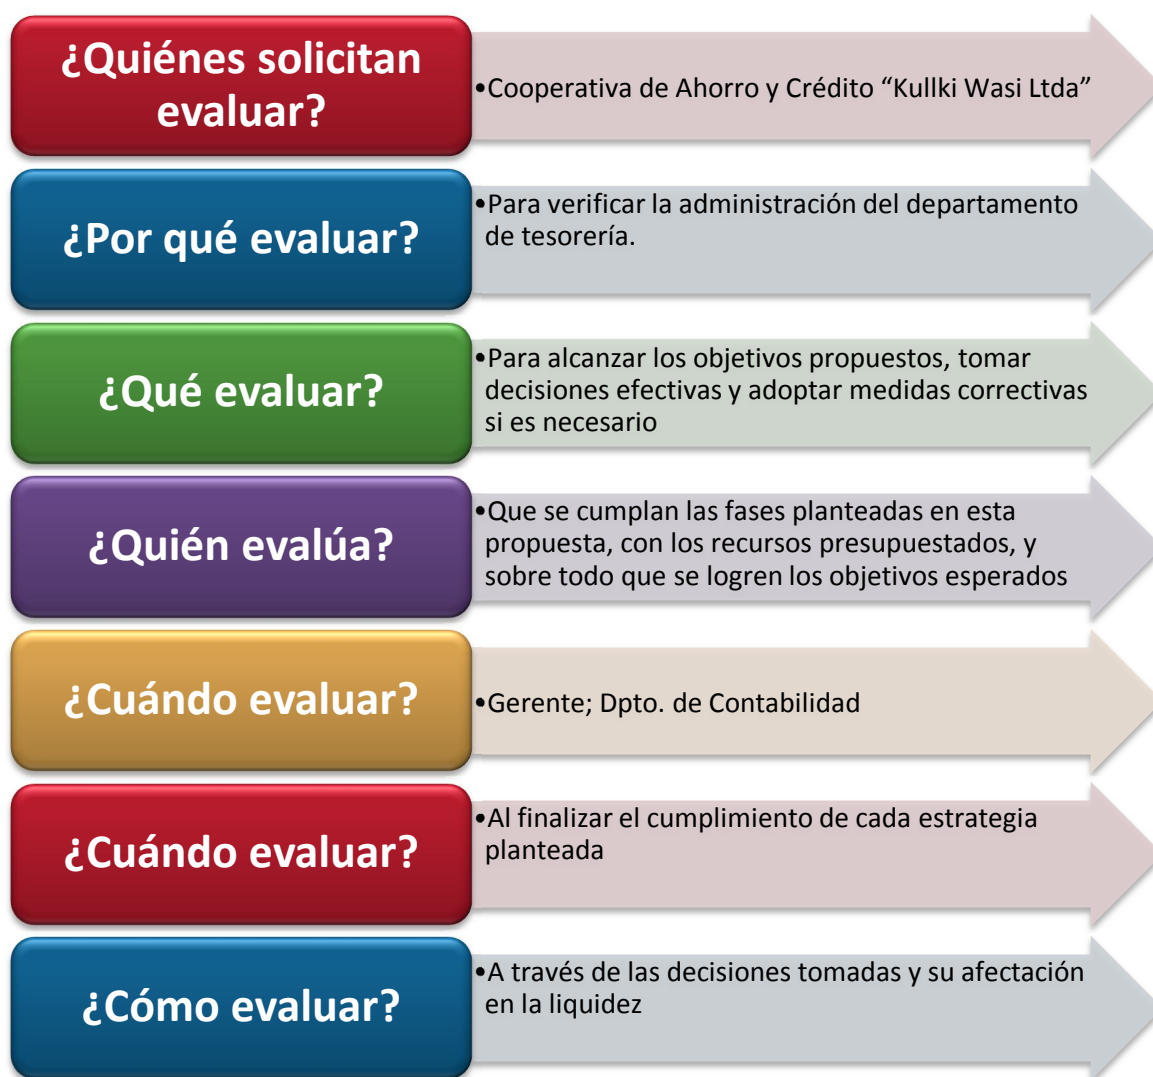 ¿Quiénes solicitan
evaluar?
•Cooperativa de Ahorro y Crédito “Kullki Wasi Ltda”
¿Por qué evaluar?
•Para verificar la administración del departamento
de tesorería.
¿Qué evaluar?
•Para alcanzar los objetivos propuestos, tomar
decisiones efectivas y adoptar medidas correctivas
si es necesario
¿Quién evalúa?
•Que se cumplan las fases planteadas en esta
propuesta, con los recursos presupuestados, y
sobre todo que se logren los objetivos esperados
¿Cuándo evaluar?
•Gerente; Dpto. de Contabilidad
¿Cuándo evaluar?
•Al finalizar el cumplimiento de cada estrategia
planteada
¿Cómo evaluar?
•A través de las decisiones tomadas y su afectación
en la liquidez